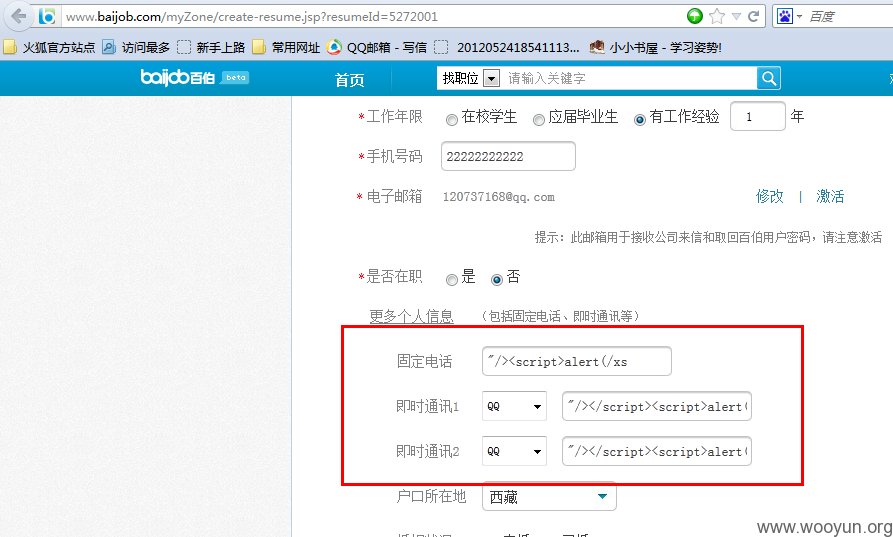 www.baijob.com/myZone/create-resume.jsp?resumeId=5272001
百度
火狐官方站点 访问最多 新手上路 常用网址 QQ邮箱 - 写信 2012052418541113... 小小书屋 - 学习姿势!
baijob百伯 beta 首页 找职位 请输入关键字
*工作年限 在校学生 应届毕业生 有工作经验 1 年
*手机号码 22222222222
*电子邮箱 120737168@qq.com 修改 | 激活
提示：此邮箱用于接收公司来信和取回百伯用户密码，请注意激活
*是否在职 是 否
更多个人信息 （包括固定电话、即时通讯等）
固定电话 "/><script>alert(/xs
即时通讯1 QQ "/></script><script>alert(
即时通讯2 QQ "/></script><script>alert(
户口所在地 西藏
www.wooyun.org